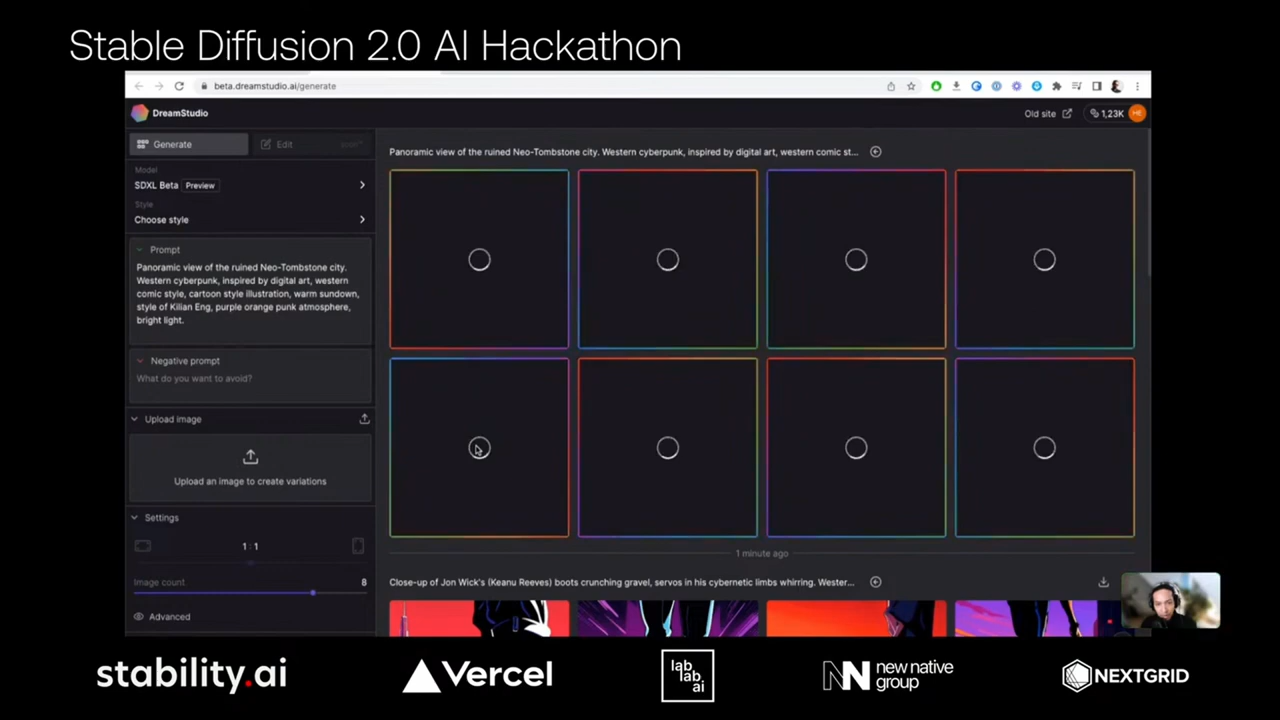 Stable Diffusion 2.0 AI Hackathon
beta.dreamstudio.ai/generate
DreamStudio
Old site
1,23K
HE
Generate
Edit
Model
SDXL Beta Preview
Style
Choose style
Prompt
Panoramic view of the ruined Neo-Tombstone city.
Western cyberpunk, inspired by digital art, western
comic style, cartoon style illustration, warm sundown,
style of Kilian Eng, purple orange punk atmosphere,
bright light.
Negative prompt
What do you want to avoid?
Upload image
Upload an image to create variations
Settings
1:1
Image count 8
Advanced
Panoramic view of the ruined Neo-Tombstone city. Western cyberpunk, inspired by digital art, western comic st...
1 minute ago
Close-up of Jon Wick's (Keanu Reeves) boots crunching gravel, servos in his cybernetic limbs whirring. Wester...
stability.ai
Vercel
lab
lab
.ai
new native
group
NEXTGRID